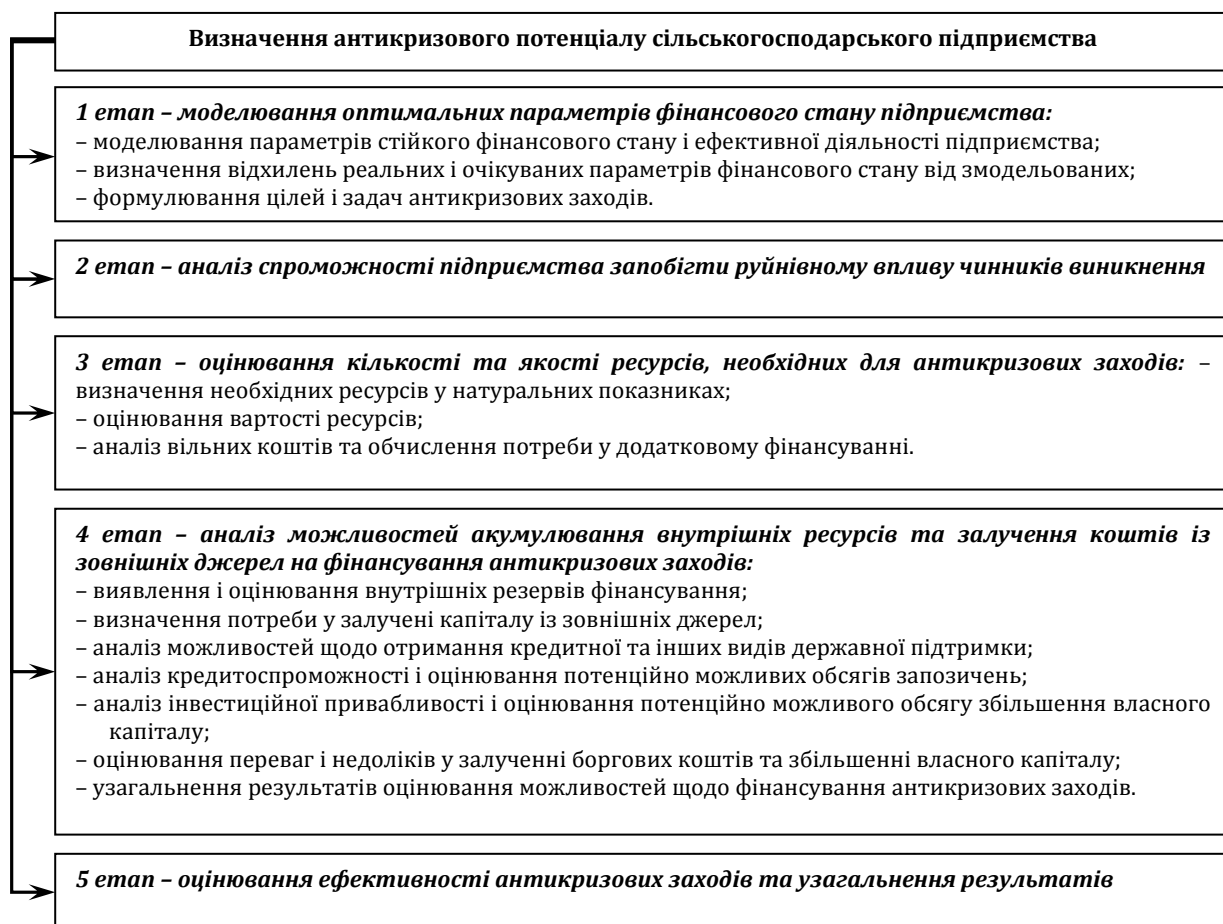 Визначення антикризового потенціалу сільськогосподарського підприємства
1 етап – моделювання оптимальних параметрів фінансового стану підприємства:
– моделювання параметрів стійкого фінансового стану і ефективної діяльності підприємства;
– визначення відхилень реальних і очікуваних параметрів фінансового стану від змодельованих;
– формулювання цілей і задач антикризових заходів.
2 етап – аналіз спроможності підприємства запобігти руйнівному впливу чинників виникнення
3 етап – оцінювання кількості та якості ресурсів, необхідних для антикризових заходів: –
визначення необхідних ресурсів у натуральних показниках;
– оцінювання вартості ресурсів;
– аналіз вільних коштів та обчислення потреби у додатковому фінансуванні.
4 етап – аналіз можливостей акумулювання внутрішніх ресурсів та залучення коштів із
зовнішніх джерел на фінансування антикризових заходів:
– виявлення і оцінювання внутрішніх резервів фінансування;
– визначення потреби у залучені капіталу із зовнішніх джерел;
– аналіз можливостей щодо отримання кредитної та інших видів державної підтримки;
– аналіз кредитоспроможності і оцінювання потенційно можливих обсягів запозичень;
– аналіз інвестиційної привабливості і оцінювання потенційно можливого обсягу збільшення власного
капіталу;
– оцінювання переваг і недоліків у залученні боргових коштів та збільшенні власного капіталу;
– узагальнення результатів оцінювання можливостей щодо фінансування антикризових заходів.
5 етап – оцінювання ефективності антикризових заходів та узагальнення результатів